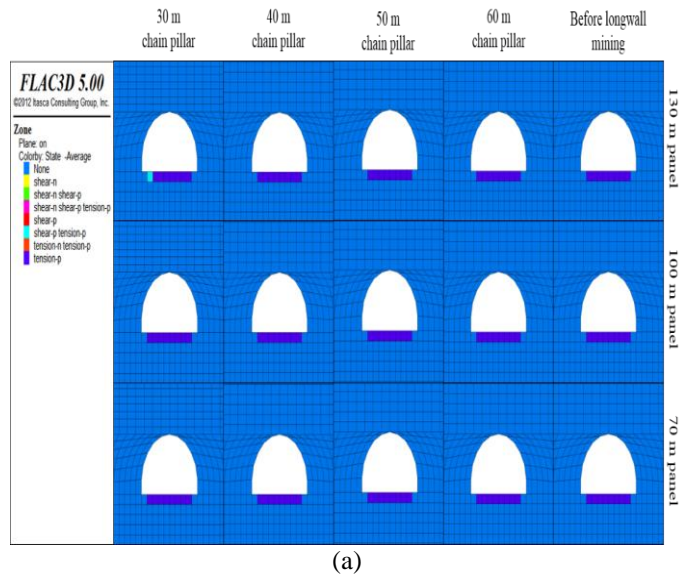 30 m
chain pillar
40 m
chain pillar
50 m
chain pillar
60 m
chain pillar
Before longwall
mining
FLAC3D 5.00
©2012 Itasca Consulting Group, Inc.
Zone
Plane: on
Colorby: State -Average
None
shear-n
shear-n shear-p
shear-n shear-p tension-p
shear-p
shear-p tension-p
tension-n tension-p
tension-p
130 m panel
100 m panel
70 m panel
(a)